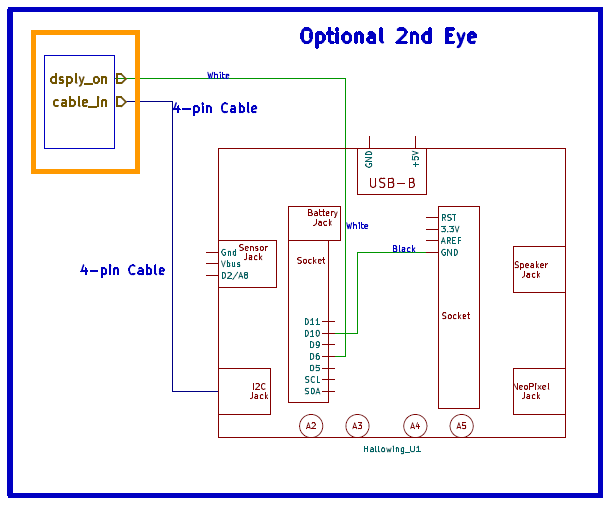 Optional 2nd Eye
dsply_on
White
cable_in
4-pin Cable
GND
+5V
USB-B
Battery
Jack
White
RST
3.3V
AREF
GND
Black
Sensor
Jack
Gnd
Vbus
D2/A8
Socket
Speaker
Jack
4-pin Cable
D11
D10
D9
D6
D5
SCL
SDA
Socket
I2C
Jack
NeoPixel
Jack
A2
A3
A4
A5
Hallowing_U1